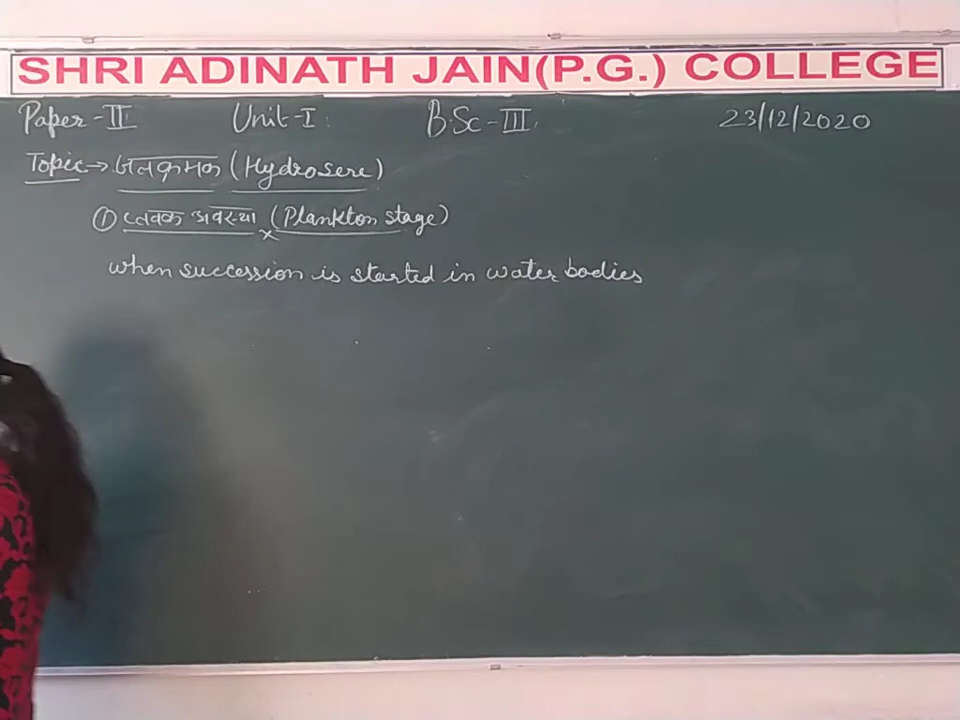 SHRI ADINATH JAIN(P.G.) COLLEGE
Paper-II Unit-I B.Sc-III 23/12/2020
Topic→ जलक्रमक (Hydrosere)
① प्लवक अवस्था (Plankton stage)
when succession is started in water bodies